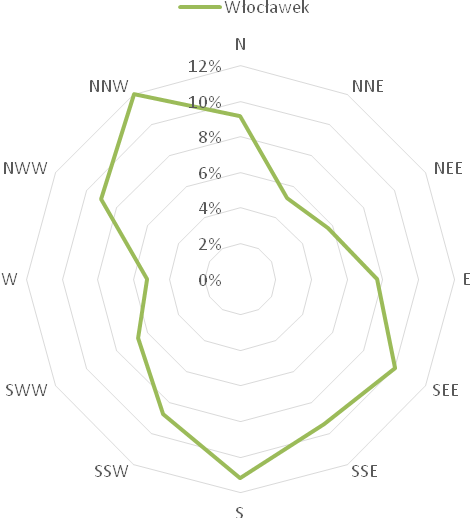 Włocławek
N
NNE
NEE
E
SEE
SSE
S
SSW
SWW
W
NWW
NNW
12%
10%
8%
6%
4%
2%
0%